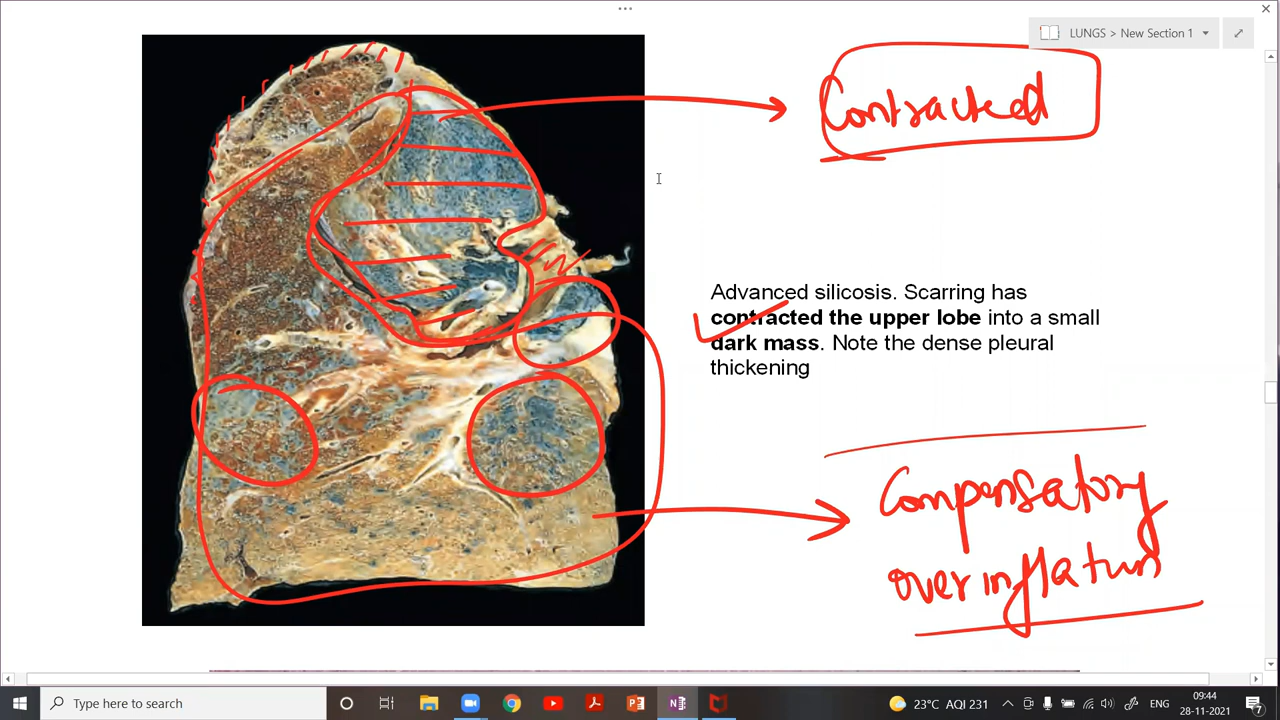 LUNGS > New Section 1
Contracted
Advanced silicosis. Scarring has
contracted the upper lobe into a small
dark mass. Note the dense pleural
thickening
Compensatory
over inflation
Type here to search
23°C AQI 231
ENG
09:44
28-11-2021
7